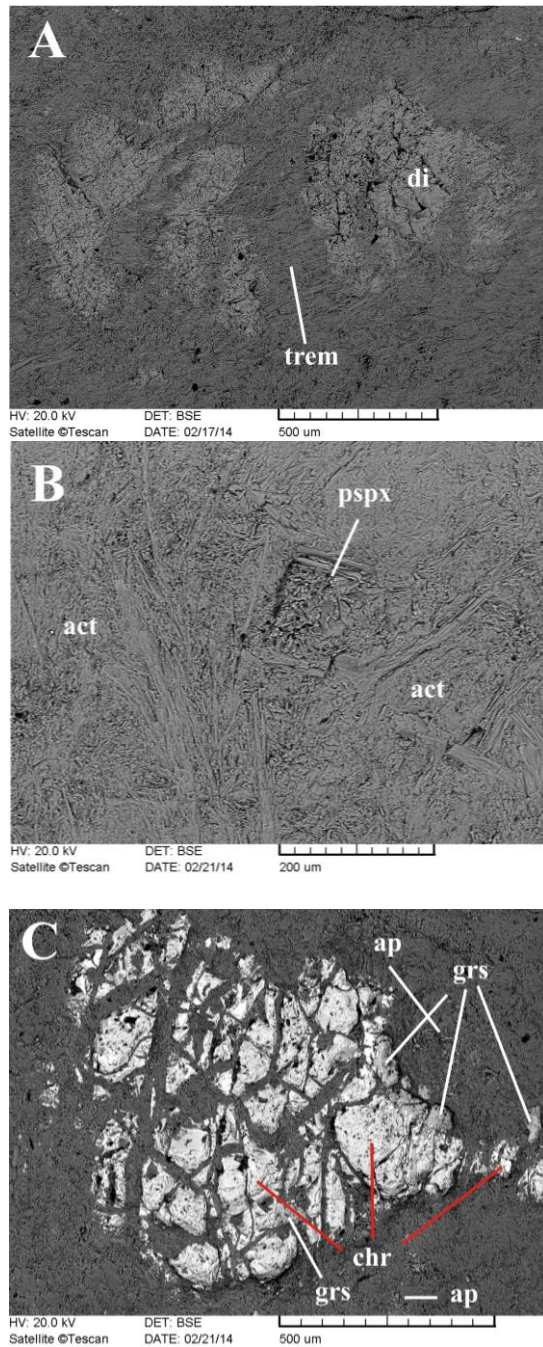 A
di
trem
HV: 20.0 kV DET: BSE
Satellite ©Tescan DATE: 02/17/14 500 um
B
pspx
act
act
HV: 20.0 kV DET: BSE
Satellite ©Tescan DATE: 02/21/14 200 um
C
ap
grs
chr
grs
ap
HV: 20.0 kV DET: BSE
Satellite ©Tescan DATE: 02/21/14 500 um